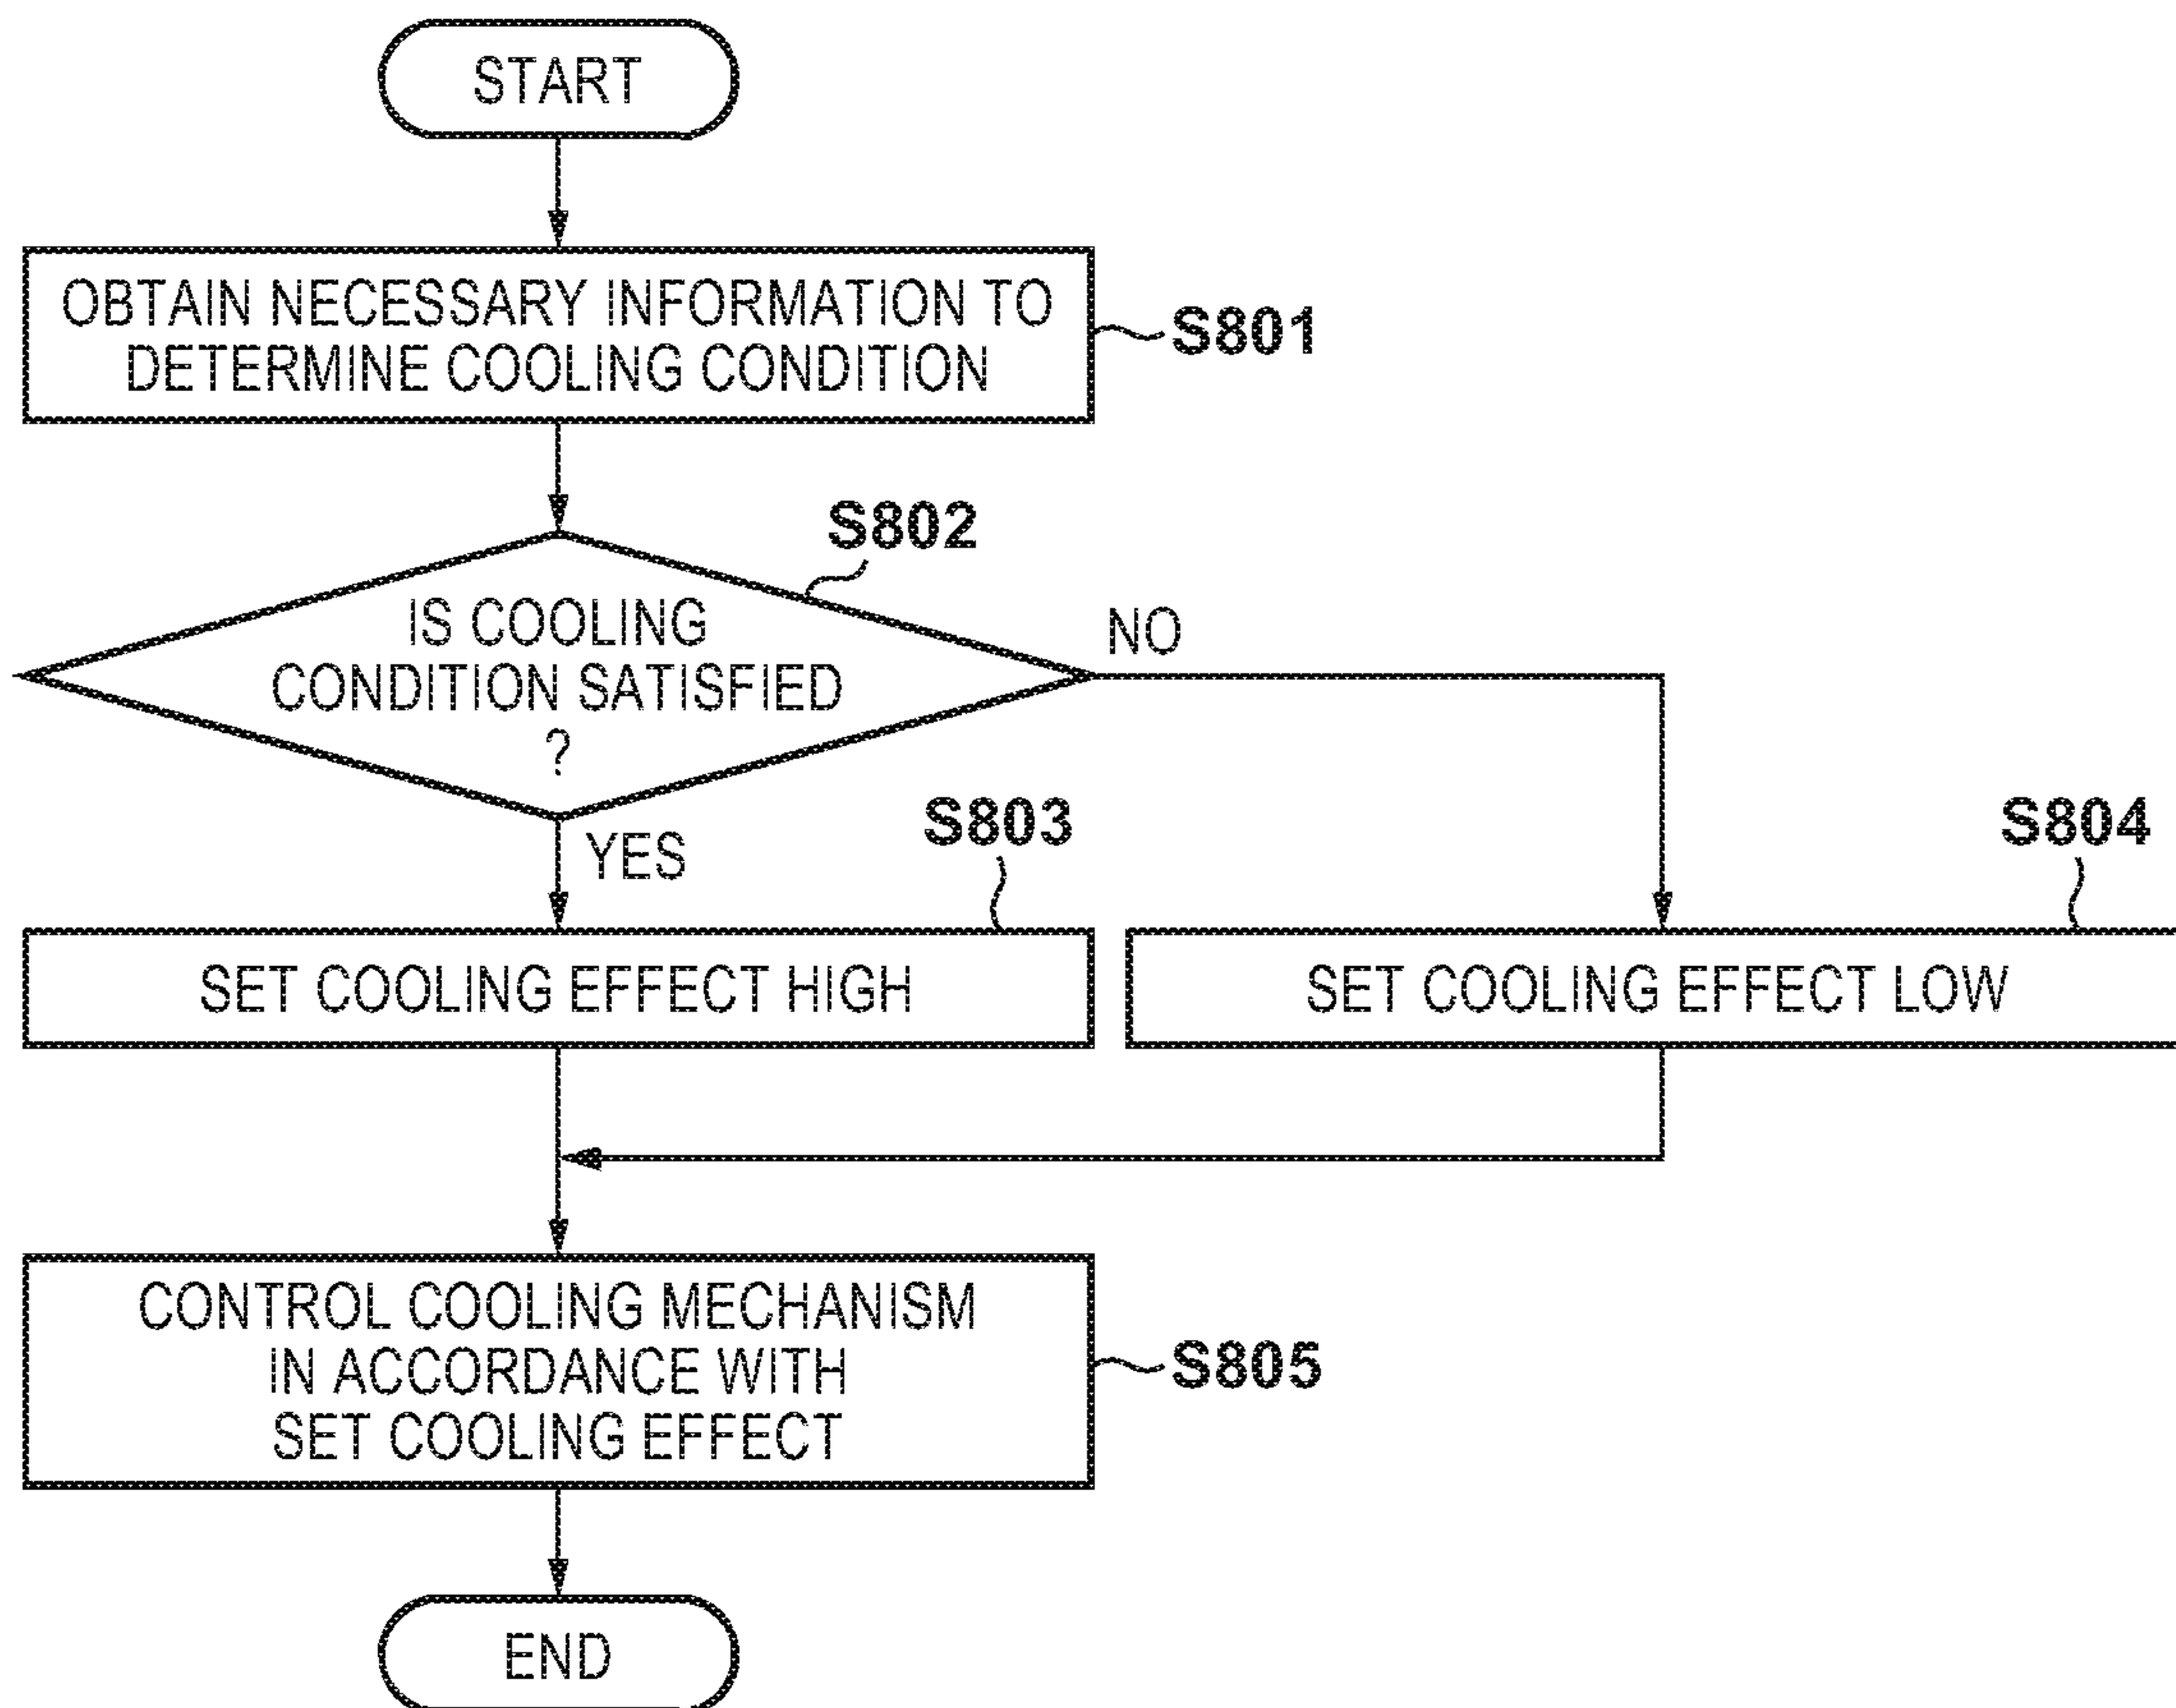 START
OBTAIN NECESSARY INFORMATION TO
DETERMINE COOLING CONDITION
S801
S802
IS COOLING
CONDITION SATISFIED
?
NO
YES
S803
S804
SET COOLING EFFECT HIGH
SET COOLING EFFECT LOW
CONTROL COOLING MECHANISM
IN ACCORDANCE WITH
SET COOLING EFFECT
S805
END